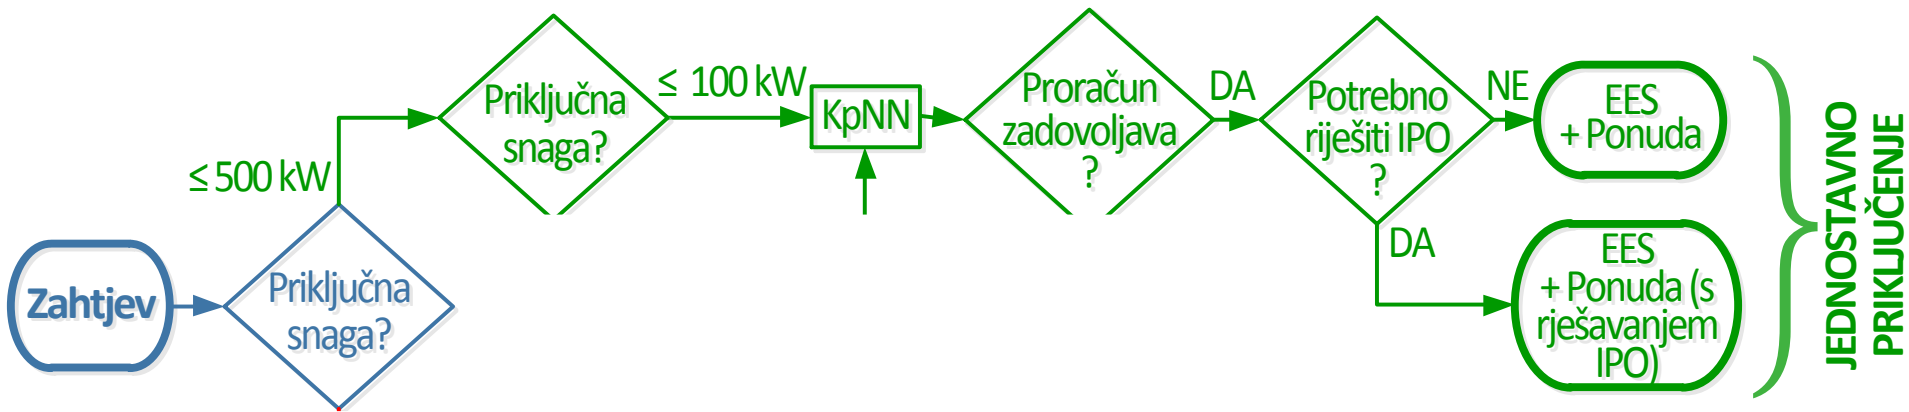 Zahtjev
Priključna
snaga?
≤ 500 kW
Priključna
snaga?
≤ 100 kW
KpNN
Proračun
zadovoljava
?
DA
Potrebno
riješiti IPO
?
NE
EES
+ Ponuda
DA
EES
+ Ponuda (s
rješavanjem
IPO)
JEDNOSTAVNO
PRIKLJUČENJE